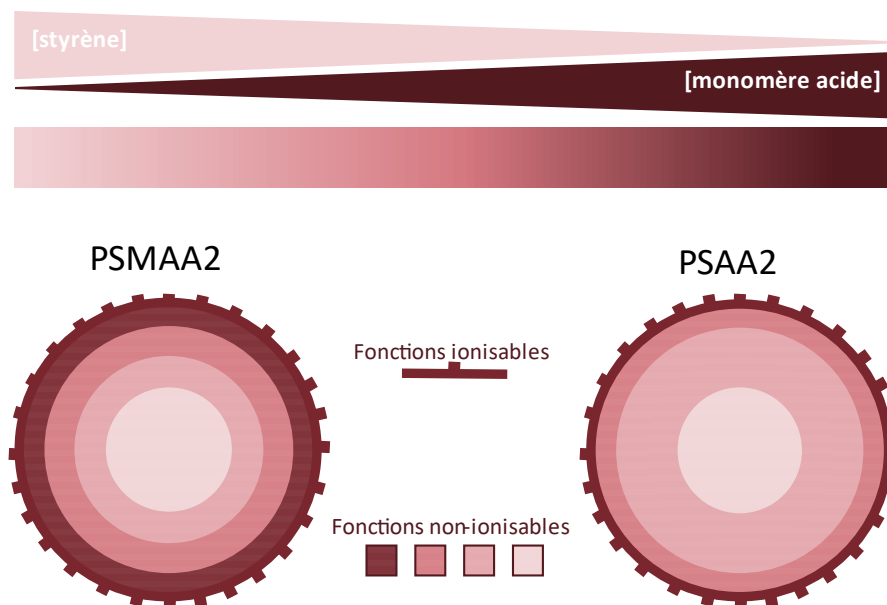 [styrène]
[monomère acide]
PSMAA2
PSAA2
Fonctions ionisables
Fonctions non-ionisables